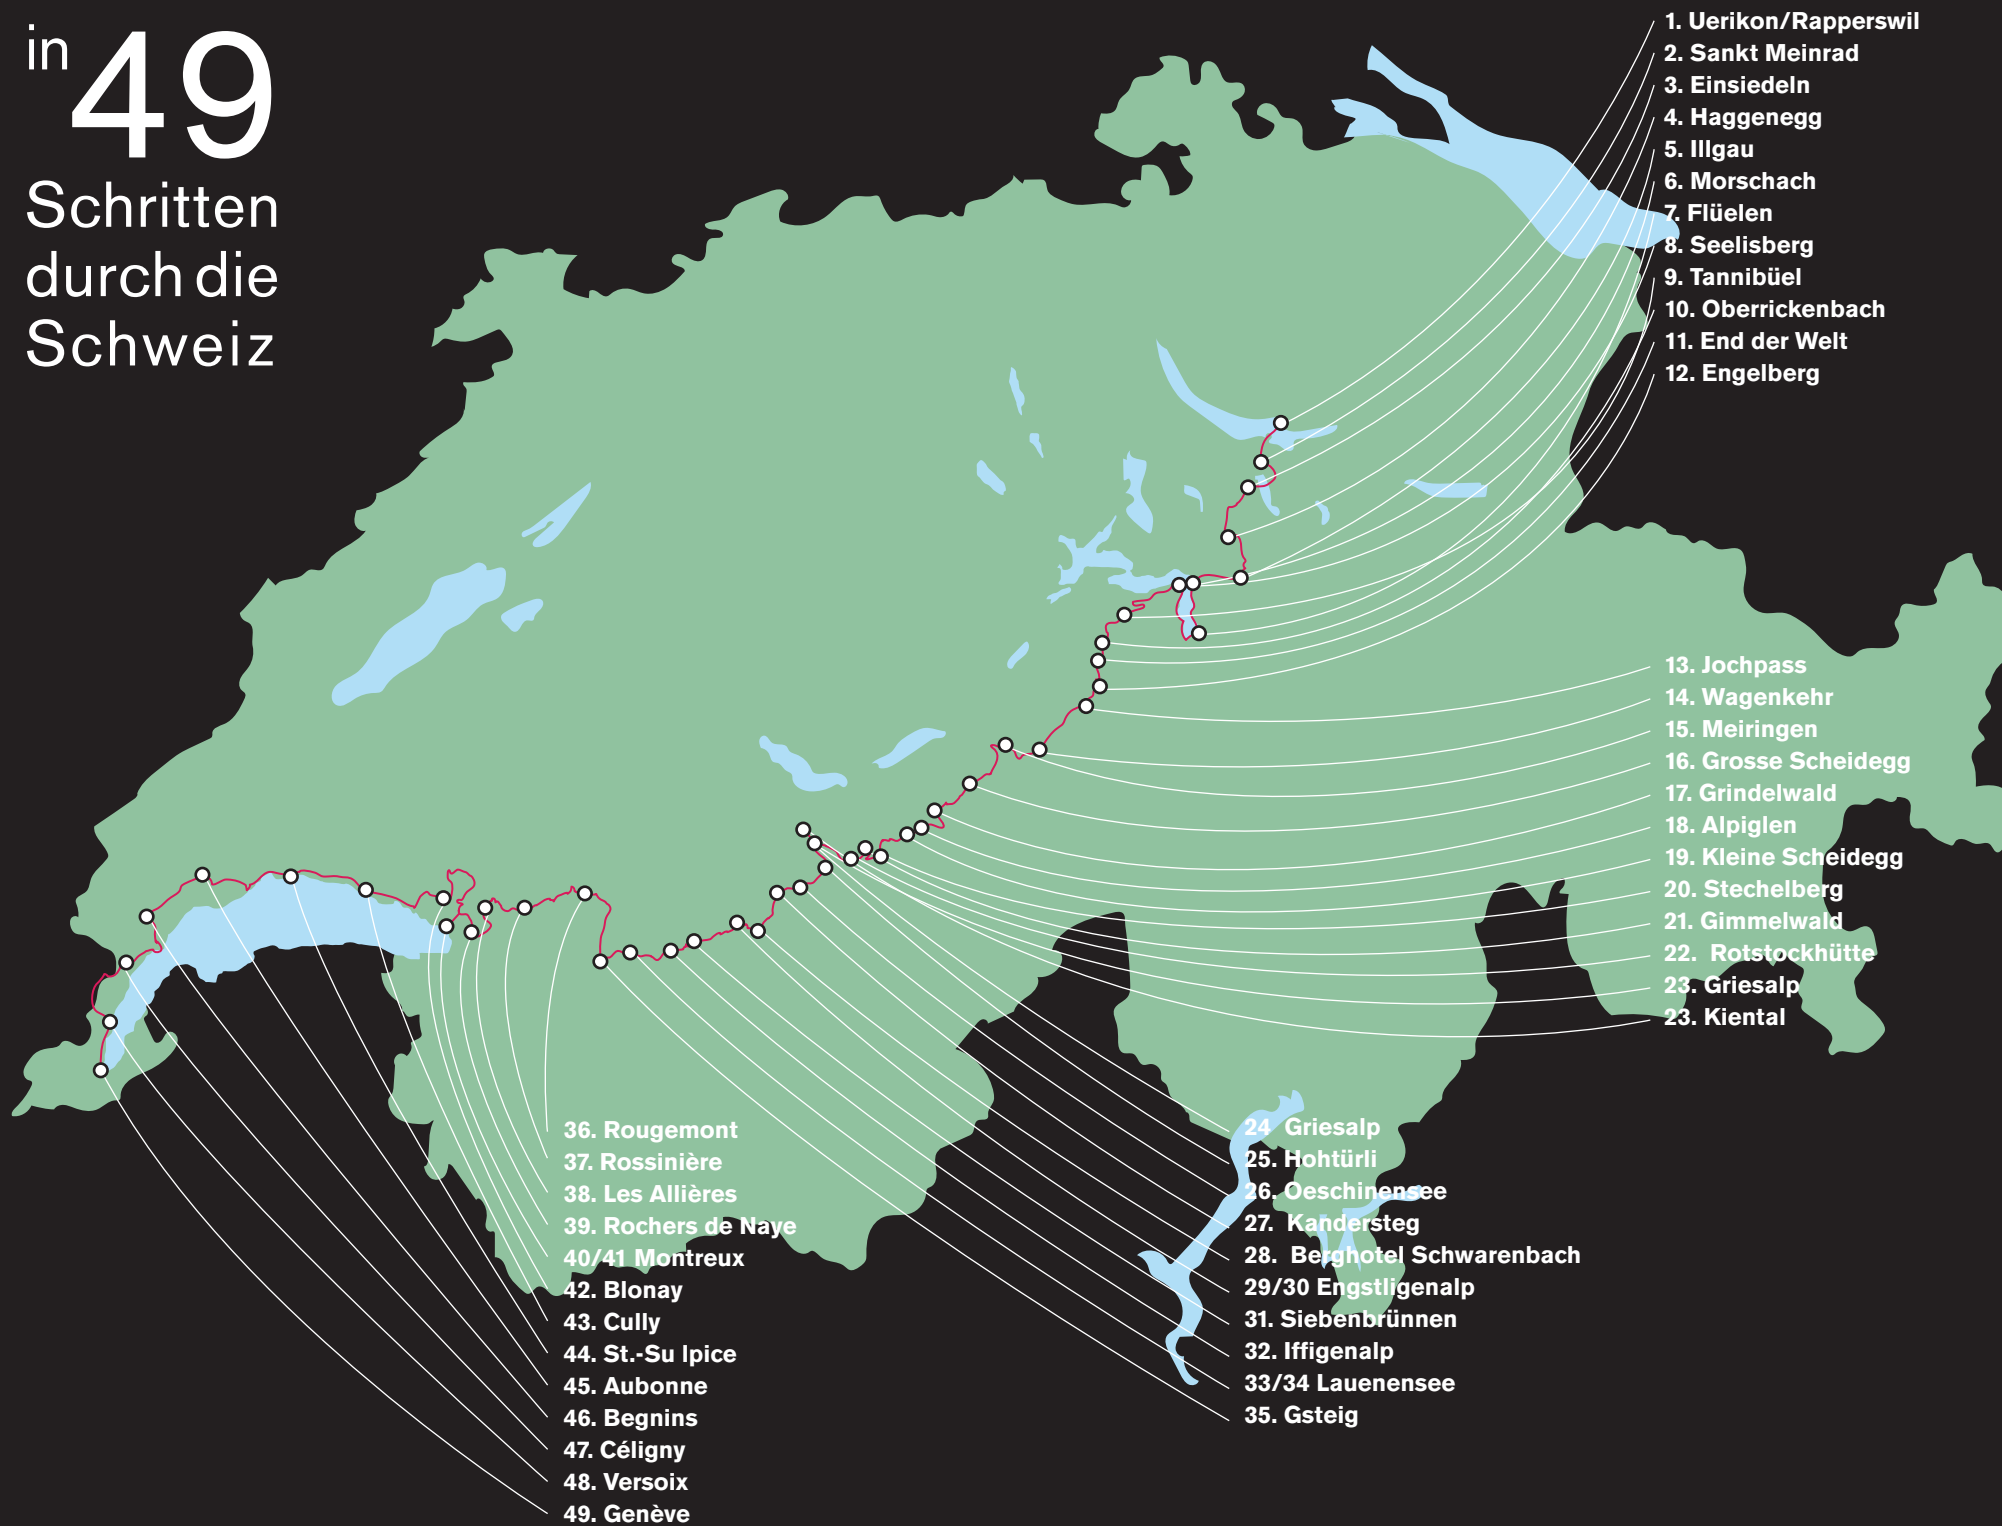 in 49
Schritten
durch die
Schweiz
1. Uerikon/Rapperswil
2. Sankt Meinrad
3. Einsiedeln
4. Haggenegg
5. Illgau
6. Morschach
7. Flüelen
8. Seelisberg
9. Tannibüel
10. Oberrickenbach
11. End der Welt
12. Engelberg
13. Jochpass
14. Wagenkehr
15. Meiringen
16. Grosse Scheidegg
17. Grindelwald
18. Alpiglen
19. Kleine Scheidegg
20. Stechelberg
21. Gimmelwald
22. Rotstockhütte
23. Griesalp
23. Kiental
24 Griesalp
25. Hohtürli
26. Oeschinensee
27. Kandersteg
28. Berghotel Schwarenbach
29/30 Engstligenalp
31. Siebenbrünnen
32. Iffigenalp
33/34 Lauenensee
35. Gsteig
36. Rougemont
37. Rossinière
38. Les Allières
39. Rochers de Naye
40/41 Montreux
42. Blonay
43. Cully
44. St.-Su lpice
45. Aubonne
46. Begnins
47. Céligny
48. Versoix
49. Genève